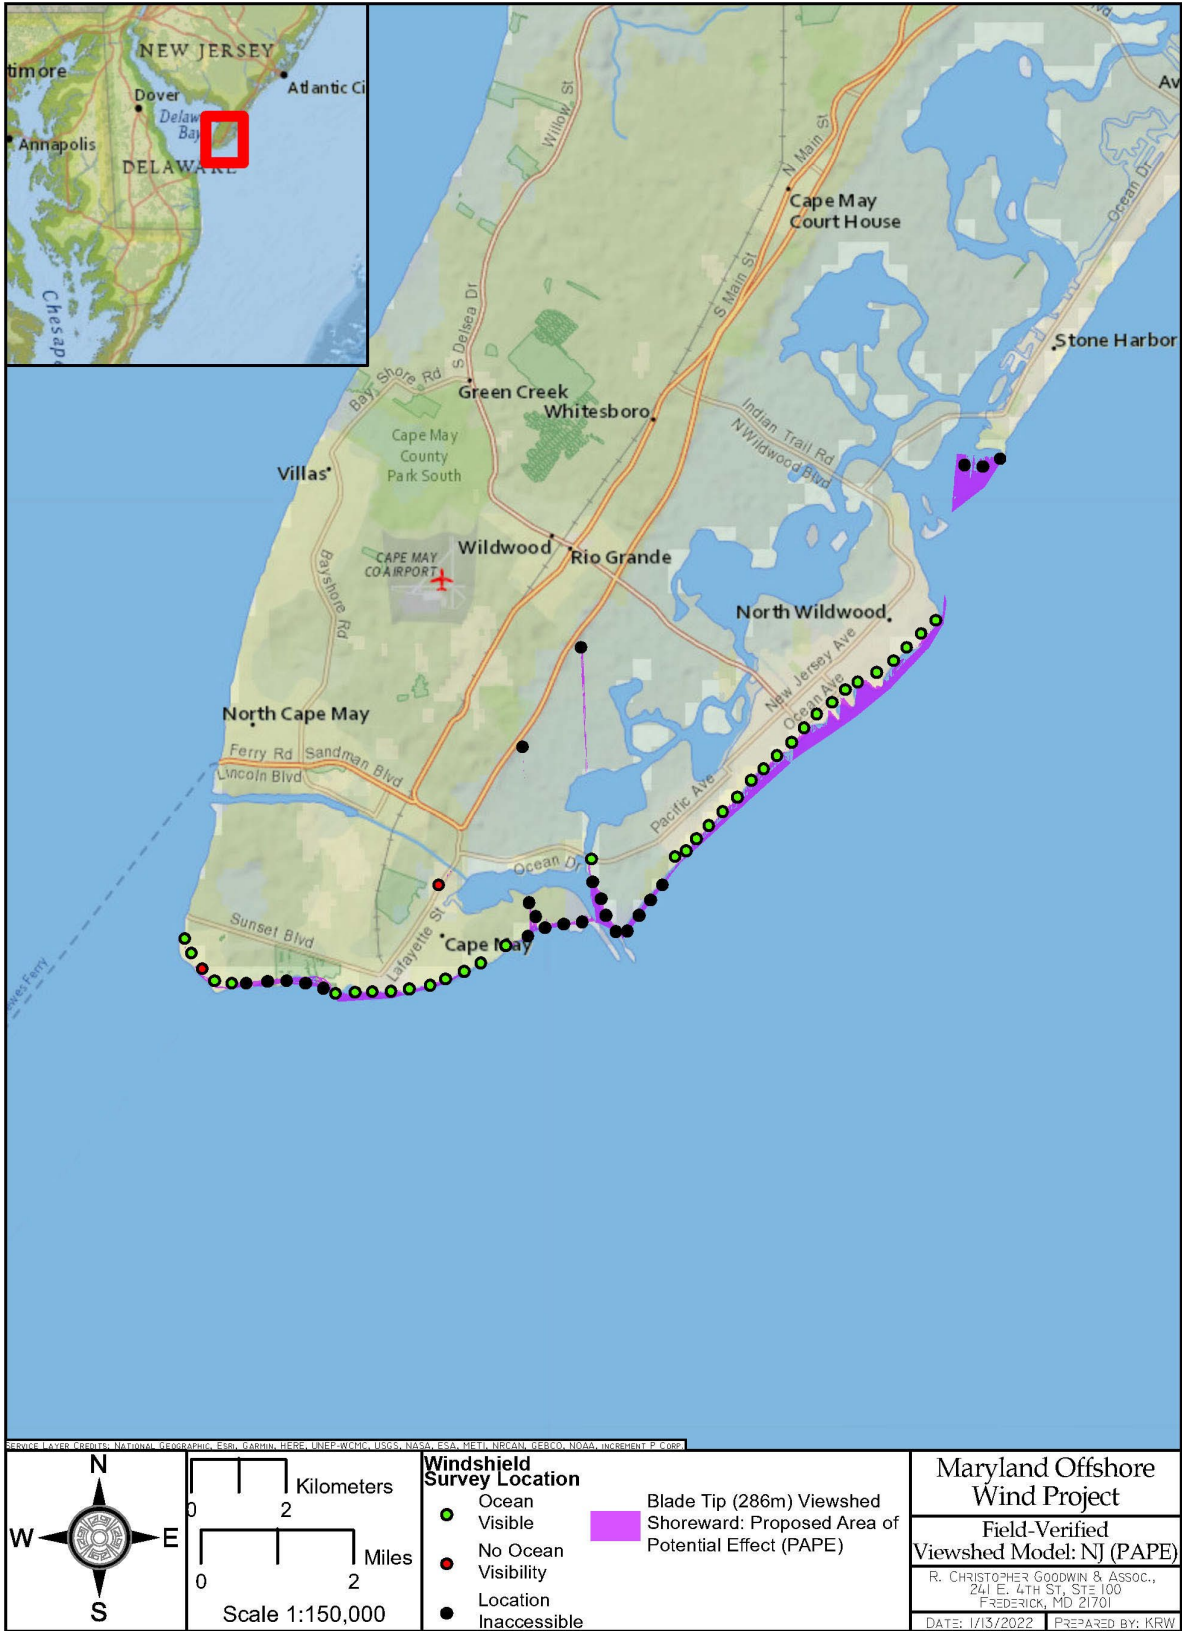 NEW JERSEY
timore
Dover
Atlantic Ci
Delaw
Bay
Annapolis
DELAWARE
Chesap
Willow St
N Main St
Av
Ocean Dr
Cape May
Court House
S Main St
S Delsea Dr
Stone Harbor
Bay Shore Rd
Green Creek
Whitesboro
Indian Trail Rd
N Wildwood Blvd
Cape May
County
Park South
Villas
CAPE MAY
CO AIRPORT
Wildwood
Rio Grande
Bayshore Rd
North Wildwood
New Jersey Ave
Ocean Ave
North Cape May
Ferry Rd
Sandman Blvd
Lincoln Blvd
Pacific Ave
Ocean Dr
Sunset Blvd
Lafayette St
Cape May
ewes Ferry
SERVICE LAYER CREDITS: NATIONAL GEOGRAPHIC, ESRI, GARMIN, HERE, UNEP-WCMC, USGS, NASA, ESA, METI, NRCAN, GEBCO, NOAA, INCREMENT P CORP.
N
W
E
S
Kilometers
0 2
Miles
0 2
Scale 1:150,000
Windshield
Survey Location
Ocean
Visible
No Ocean
Visibility
Location
Inaccessible
Blade Tip (286m) Viewshed
Shoreward: Proposed Area of
Potential Effect (PAPE)
Maryland Offshore
Wind Project
Field-Verified
Viewshed Model: NJ (PAPE)
R. CHRISTOPHER GOODWIN & ASSOC.,
241 E. 4TH ST, STE 100
FREDERICK, MD 21701
DATE: 1/13/2022
PREPARED BY: KRW